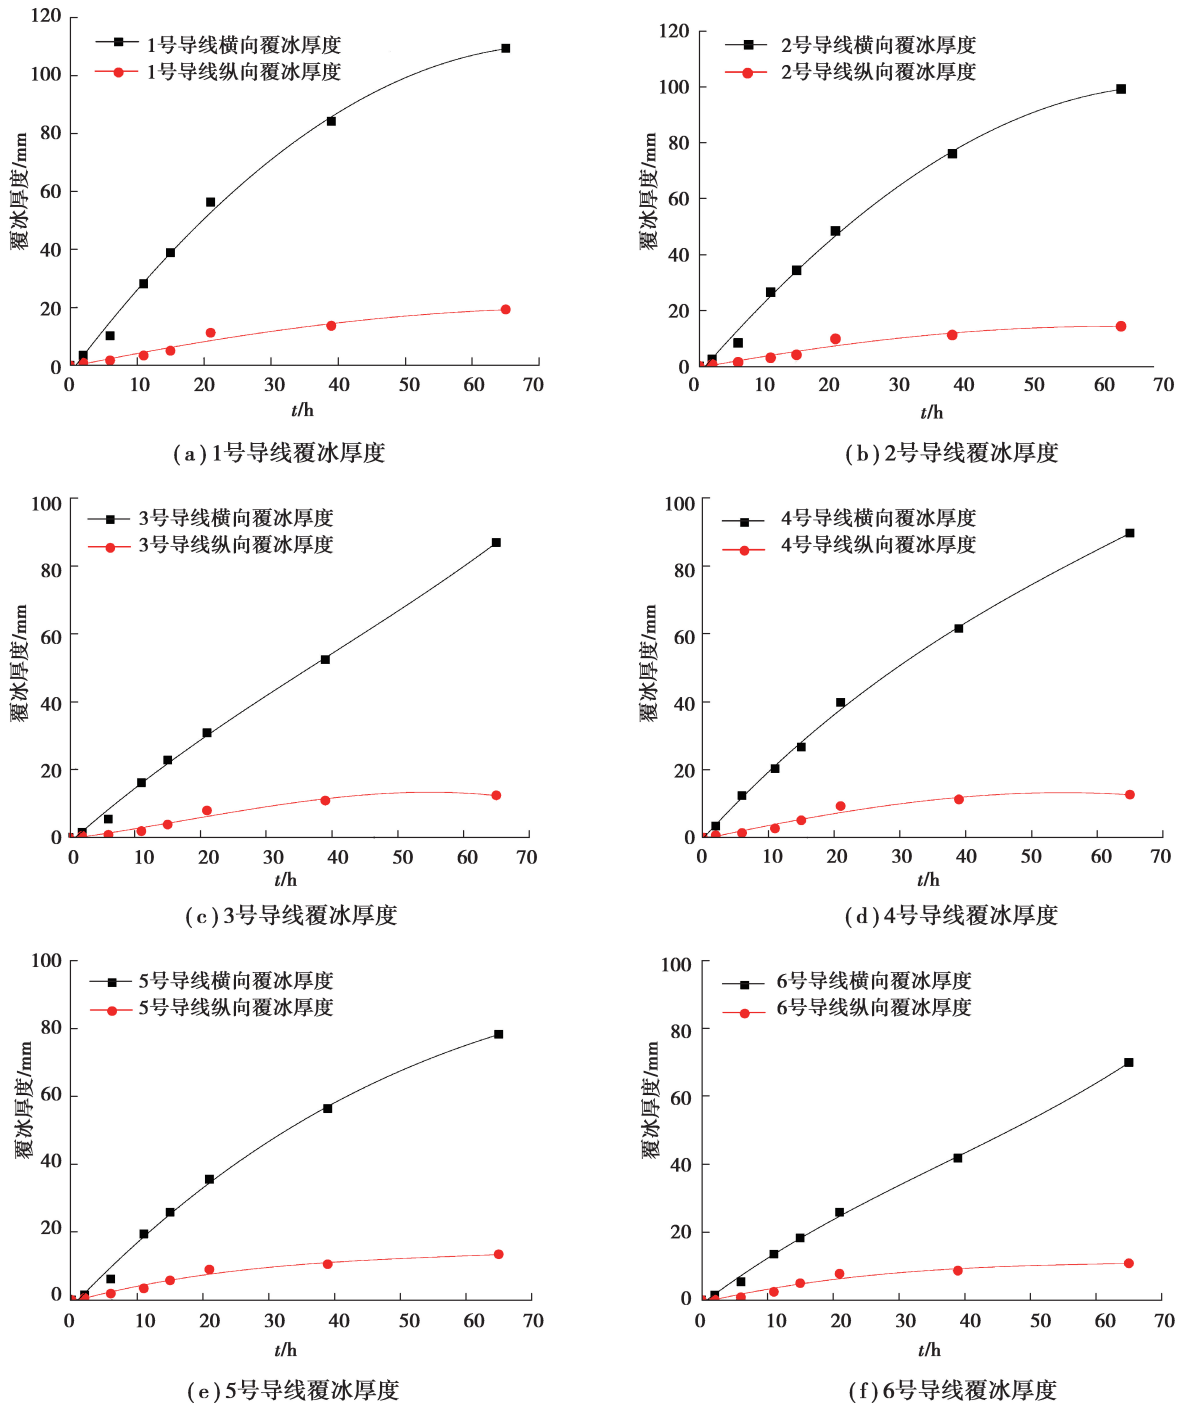 120
100
80
60
40
20
0
覆冰厚度/mm
1号导线横向覆冰厚度
1号导线纵向覆冰厚度
0 10 20 30 40 50 60 70
t/h
(a)1号导线覆冰厚度
120
100
80
60
40
20
0
覆冰厚度/mm
2号导线横向覆冰厚度
2号导线纵向覆冰厚度
0 10 20 30 40 50 60 70
t/h
(b)2号导线覆冰厚度
100
80
60
40
20
0
覆冰厚度/mm
3号导线横向覆冰厚度
3号导线纵向覆冰厚度
0 10 20 30 40 50 60 70
t/h
(c)3号导线覆冰厚度
100
80
60
40
20
0
覆冰厚度/mm
4号导线横向覆冰厚度
4号导线纵向覆冰厚度
0 10 20 30 40 50 60 70
t/h
(d)4号导线覆冰厚度
100
80
60
40
20
0
覆冰厚度/mm
5号导线横向覆冰厚度
5号导线纵向覆冰厚度
0 10 20 30 40 50 60 70
t/h
(e)5号导线覆冰厚度
100
80
60
40
20
0
覆冰厚度/mm
6号导线横向覆冰厚度
6号导线纵向覆冰厚度
0 10 20 30 40 50 60 70
t/h
(f)6号导线覆冰厚度